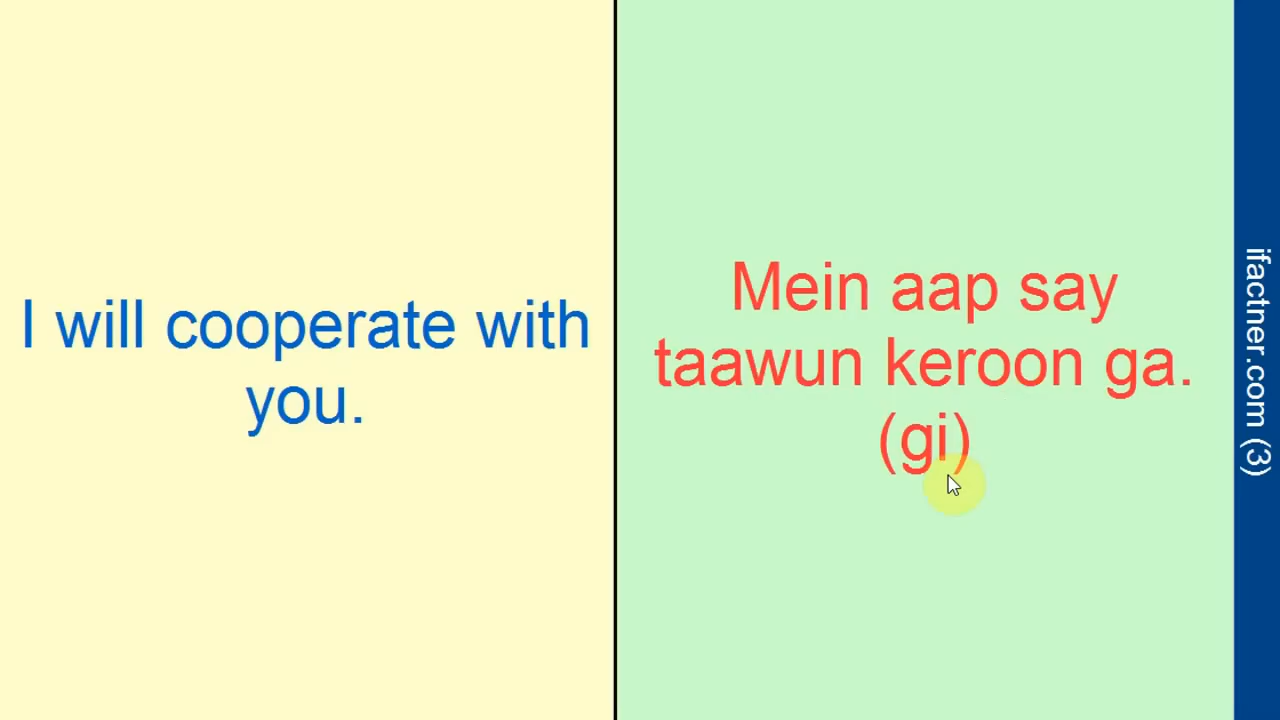 I will cooperate with
you.
Mein aap say
taawun keroon ga.
(gi)
ifactner.com (3)